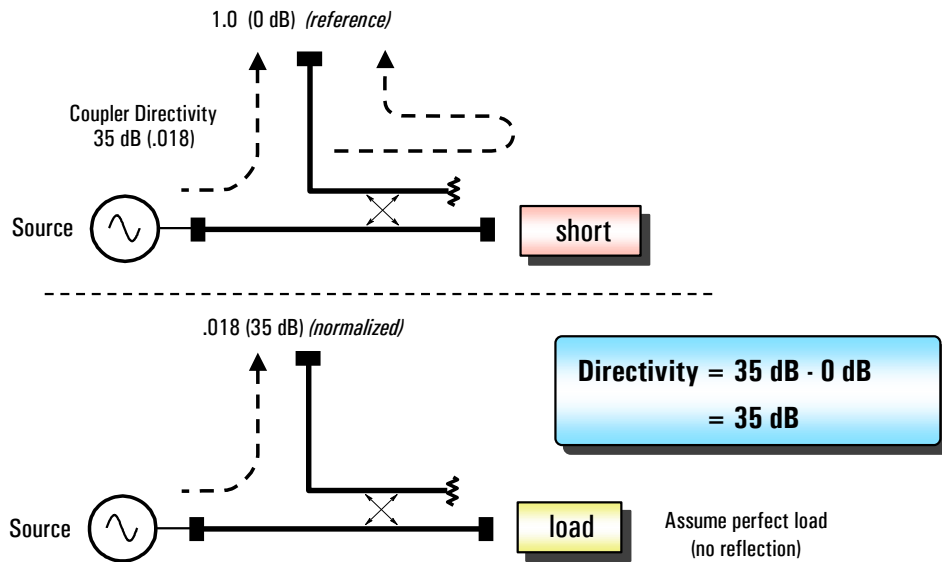 1.0 (0 dB) (reference)
Coupler Directivity
35 dB (.018)
Source
short
.018 (35 dB) (normalized)
Directivity = 35 dB - 0 dB
= 35 dB
Source
load
Assume perfect load
(no reflection)